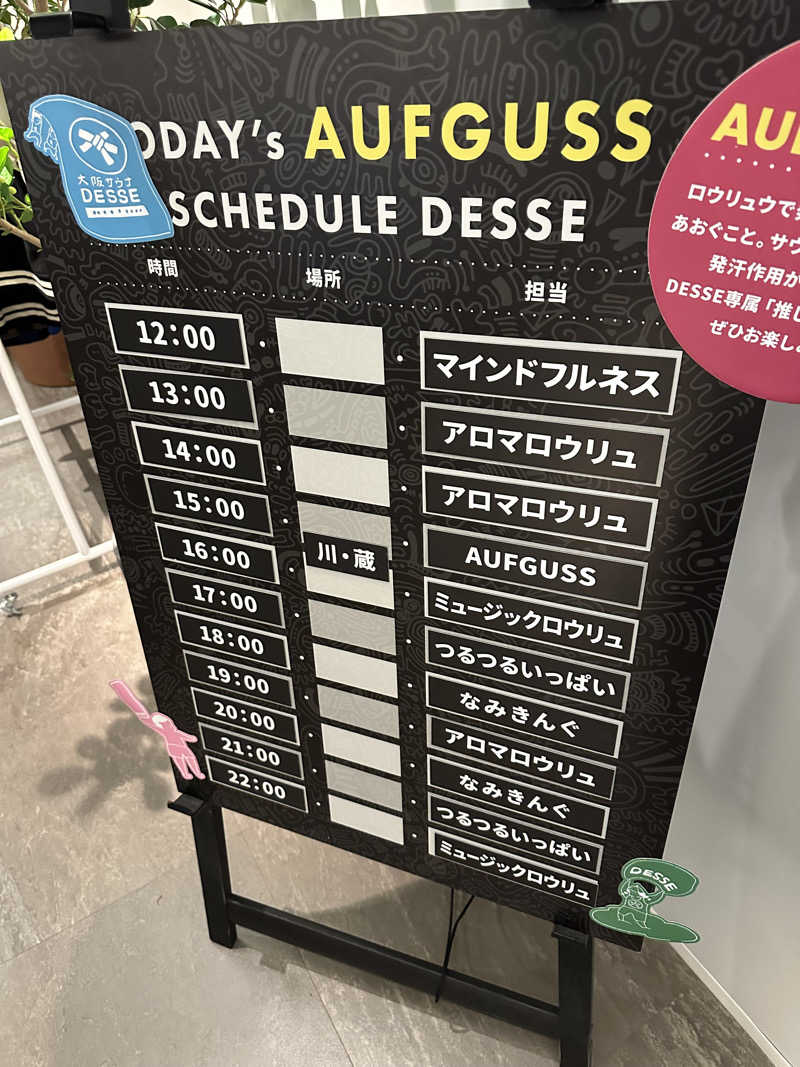 TODAY's AUFGUSS
SCHEDULE DESSE
大阪サウナ
DESSE
時間 場所 担当
12:00 マインドフルネス
13:00 アロマロウリュ
14:00 アロマロウリュ
15:00 AUFGUSS
川・蔵
16:00 ミュージックロウリュ
17:00 つるつるいっぱい
18:00 なみきんぐ
19:00 アロマロウリュ
20:00 なみきんぐ
21:00 つるつるいっぱい
22:00 ミュージックロウリュ
AU
ロウリュウで
あおぐこと。サウ
発汗作用が
DESSE専属「推し
ぜひお楽し
DESSE